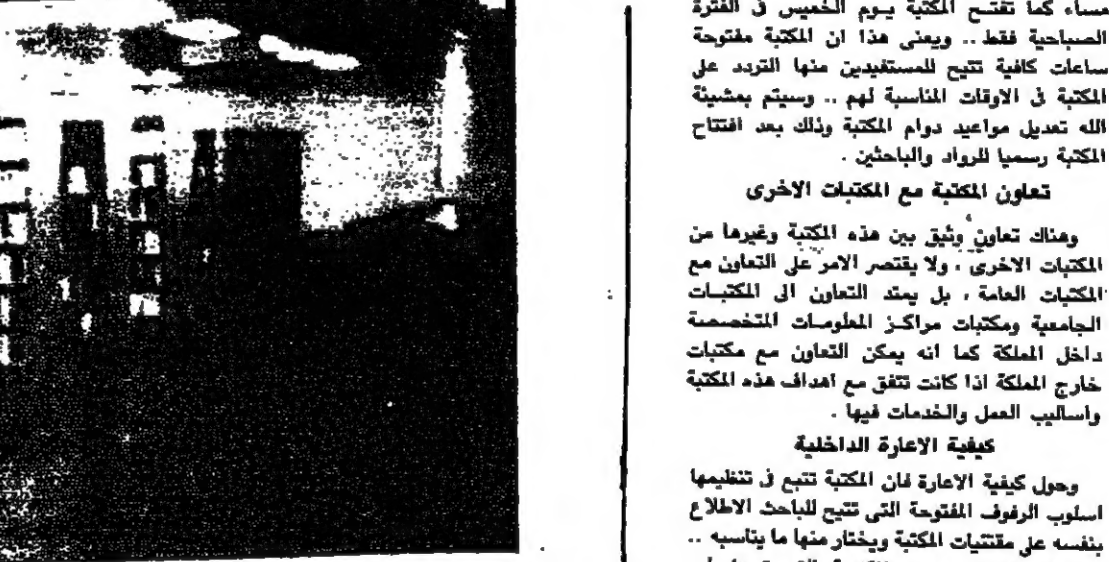 مساء كما تفتح المكتبة يوم الخميس فى الفترة
الصباحية فقط .. ويعنى هذا ان المكتبة مفتوحة
ساعات كافية تتيح للمستفيدين منها التردد على
المكتبة فى الاوقات المناسبة لهم .. وسيتم بمشيئة
الله تعديل مواعيد دوام المكتبة وذلك بعد افتتاح
المكتبة رسميا للرواد والباحثين .
تعاون المكتبة مع المكتبات الاخرى
وهناك تعاون وثيق بين هذه المكتبة وغيرها من
المكتبات الاخرى ، ولا يقتصر الامر على التعاون مع
المكتبات العامة ، بل يمتد التعاون الى المكتبات
الجامعية ومكتبات مراكز المعلومات المتخصصة
داخل المملكة كما انه يمكن التعاون مع مكتبات
خارج المملكة اذا كانت تتفق مع اهداف هذه المكتبة
واساليب العمل والخدمات فيها .
كيفية الاعارة الداخلية
وحول كيفية الاعارة فان المكتبة تتبع فى تنظيمها
اسلوب الرفوف المفتوحة التى تتيح للباحث الاطلاع
بنفسه على مقتنيات المكتبة ويختار منها ما يناسبه ..